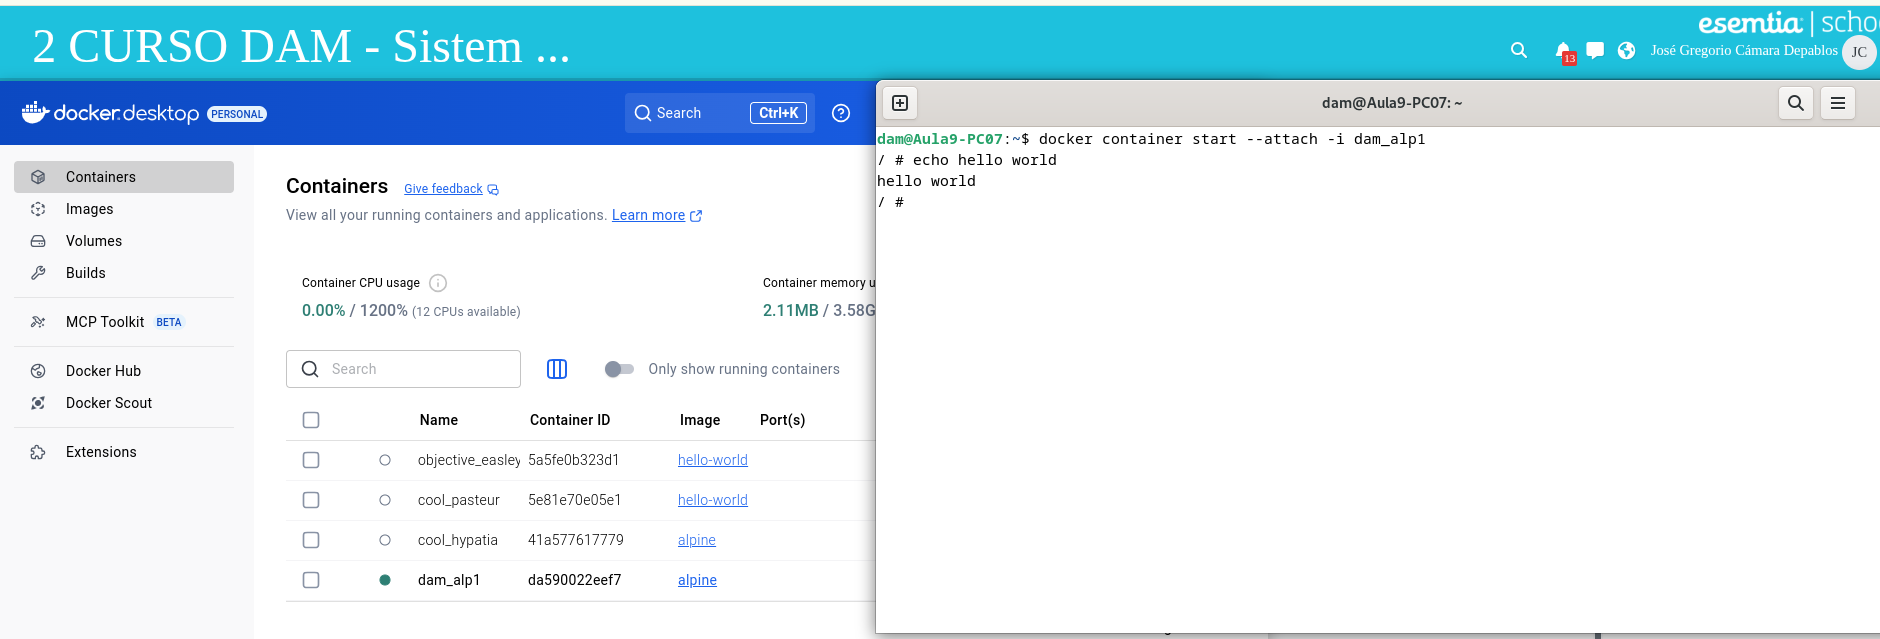 2 CURSO DAM - Sistem ...
esemtia | scho
13
José Gregorio Cámara Depablos
JC
docker.desktop PERSONAL
Search Ctrl+K
Containers
Images
Volumes
Builds
MCP Toolkit BETA
Docker Hub
Docker Scout
Extensions
Containers Give feedback
View all your running containers and applications. Learn more
Container CPU usage
0.00% / 1200% (12 CPUs available)
Container memory u
2.11MB / 3.58G
Search
Only show running containers
Name Container ID Image Port(s)
objective_easley 5a5fe0b323d1 hello-world
cool_pasteur 5e81e70e05e1 hello-world
cool_hypatia 41a577617779 alpine
dam_alp1 da590022eef7 alpine
dam@Aula9-PC07: ~
dam@Aula9-PC07:~$ docker container start --attach -i dam_alp1
/ # echo hello world
hello world
/ #